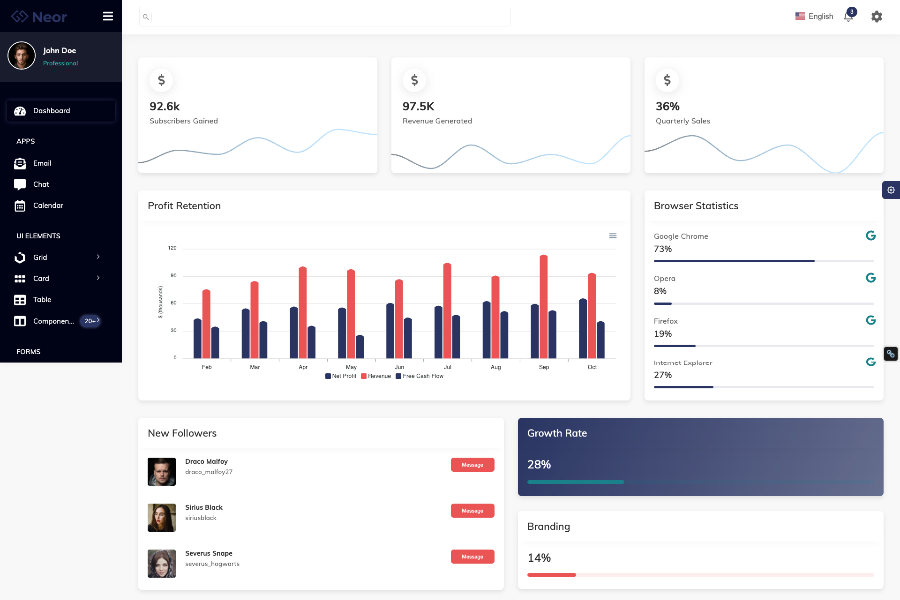 Neor
English
3
John Doe
Professional
Dashboard
APPS
Email
Chat
Calendar
UI ELEMENTS
Grid
Card
Table
Componen... 20+
FORMS
$
92.6k
Subscribers Gained
$
97.5K
Revenue Generated
$
36%
Quarterly Sales
Profit Retention
120
80
60
30
0
$ (thousands)
Feb
Mar
Apr
May
Jun
Jul
Aug
Sep
Oct
Net Profit
Revenue
Free Cash Flow
Browser Statistics
Google Chrome
73%
Opera
8%
Firefox
19%
Internet Explorer
27%
New Followers
Draco Malfoy
draco_malfoy27
Message
Sirius Black
siriusblack
Message
Severus Snape
severus_hogwarts
Message
Growth Rate
28%
Branding
14%